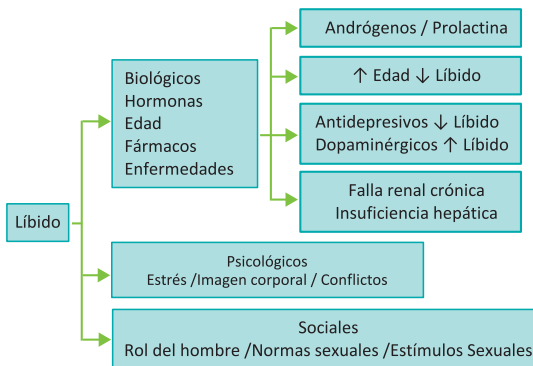 Líbido
Biológicos
Hormonas
Edad
Fármacos
Enfermedades
Andrógenos / Prolactina
↑ Edad ↓ Líbido
Antidepresivos ↓ Líbido
Dopaminérgicos ↑ Líbido
Falla renal crónica
Insuficiencia hepática
Psicológicos
Estrés /Imagen corporal / Conflictos
Sociales
Rol del hombre /Normas sexuales /Estímulos Sexuales